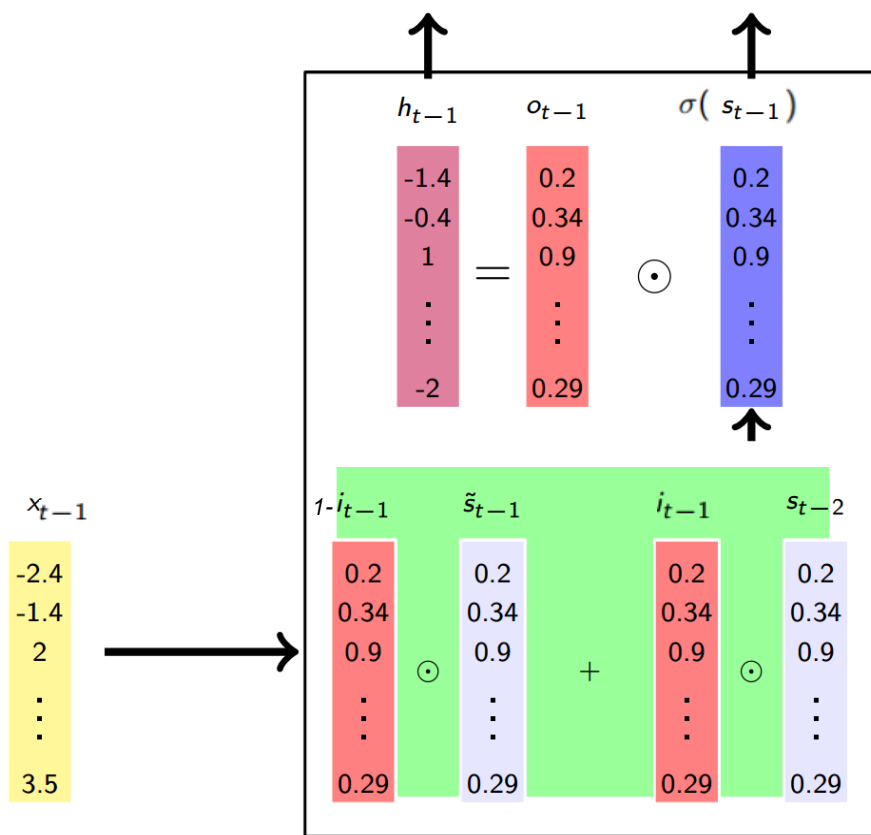 h_{t−1} o_{t−1} σ( s_{t−1})
-1.4 0.2 0.2
-0.4 0.34 0.34
1 0.9 0.9
= ⊙
⋮ ⋮ ⋮
-2 0.29 0.29
x_{t−1} 1-i_{t−1} s̃_{t−1} i_{t−1} s_{t−2}
-2.4 0.2 0.2 0.2 0.2
-1.4 0.34 0.34 0.34 0.34
2 0.9 0.9 0.9 0.9
⊙ + ⊙
⋮ ⋮ ⋮ ⋮ ⋮
3.5 0.29 0.29 0.29 0.29